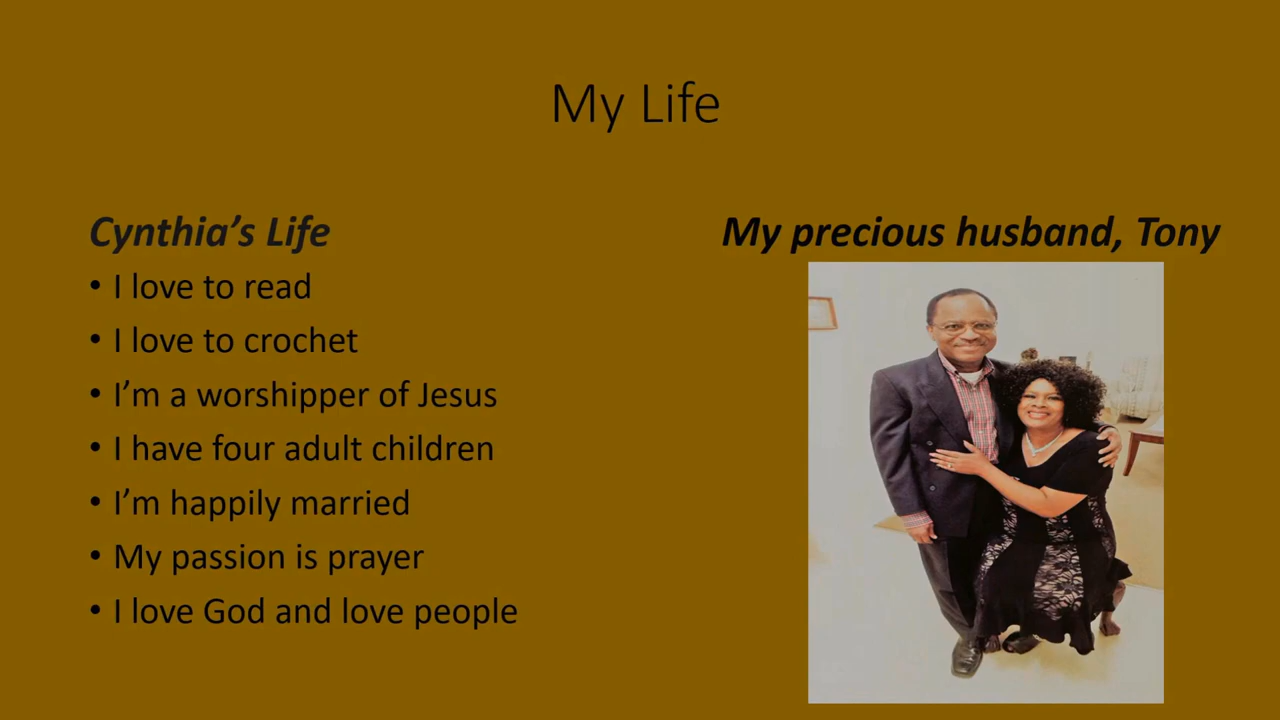 My Life
Cynthia’s Life
• I love to read
• I love to crochet
• I’m a worshipper of Jesus
• I have four adult children
• I’m happily married
• My passion is prayer
• I love God and love people
My precious husband, Tony